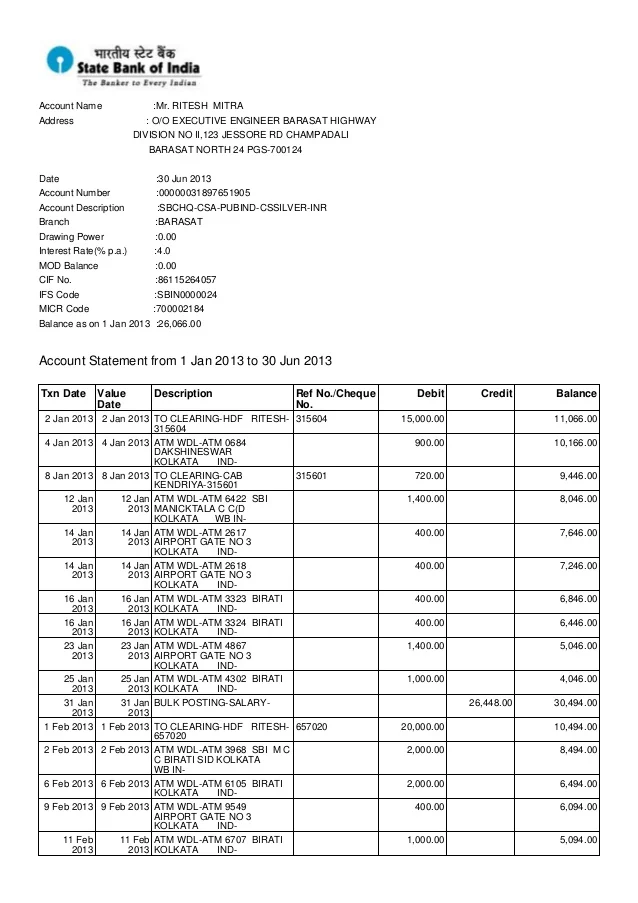 भारतीय स्टेट बैंक
State Bank of India
The Banker to Every Indian
Account Name :Mr. RITESH MITRA
Address : O/O EXECUTIVE ENGINEER BARASAT HIGHWAY
DIVISION NO II,123 JESSORE RD CHAMPADALI
BARASAT NORTH 24 PGS-700124
Date :30 Jun 2013
Account Number :00000031897651905
Account Description :SBCHQ-CSA-PUBIND-CSSILVER-INR
Branch :BARASAT
Drawing Power :0.00
Interest Rate(% p.a.) :4.0
MOD Balance :0.00
CIF No. :86115264057
IFS Code :SBIN0000024
MICR Code :700002184
Balance as on 1 Jan 2013 :26,066.00
Account Statement from 1 Jan 2013 to 30 Jun 2013
Txn Date Value Description Ref No./Cheque Debit Credit Balance
Date No.
2 Jan 2013 2 Jan 2013 TO CLEARING-HDF RITESH- 315604 15,000.00 11,066.00
315604
4 Jan 2013 4 Jan 2013 ATM WDL-ATM 0684 900.00 10,166.00
DAKSHINESWAR
KOLKATA IND-
8 Jan 2013 8 Jan 2013 TO CLEARING-CAB 315601 720.00 9,446.00
KENDRIYA-315601
12 Jan 12 Jan ATM WDL-ATM 6422 SBI 1,400.00 8,046.00
2013 2013 MANICKTALA C C(D
KOLKATA WB IN-
14 Jan 14 Jan ATM WDL-ATM 2617 400.00 7,646.00
2013 2013 AIRPORT GATE NO 3
KOLKATA IND-
14 Jan 14 Jan ATM WDL-ATM 2618 400.00 7,246.00
2013 2013 AIRPORT GATE NO 3
KOLKATA IND-
16 Jan 16 Jan ATM WDL-ATM 3323 BIRATI 400.00 6,846.00
2013 2013 KOLKATA IND-
16 Jan 16 Jan ATM WDL-ATM 3324 BIRATI 400.00 6,446.00
2013 2013 KOLKATA IND-
23 Jan 23 Jan ATM WDL-ATM 4867 1,400.00 5,046.00
2013 2013 AIRPORT GATE NO 3
KOLKATA IND-
25 Jan 25 Jan ATM WDL-ATM 4302 BIRATI 1,000.00 4,046.00
2013 2013 KOLKATA IND-
31 Jan 31 Jan BULK POSTING-SALARY- 26,448.00 30,494.00
2013 2013
1 Feb 2013 1 Feb 2013 TO CLEARING-HDF RITESH- 657020 20,000.00 10,494.00
657020
2 Feb 2013 2 Feb 2013 ATM WDL-ATM 3968 SBI M C 2,000.00 8,494.00
C BIRATI SID KOLKATA
WB IN-
6 Feb 2013 6 Feb 2013 ATM WDL-ATM 6105 BIRATI 2,000.00 6,494.00
KOLKATA IND-
9 Feb 2013 9 Feb 2013 ATM WDL-ATM 9549 400.00 6,094.00
AIRPORT GATE NO 3
KOLKATA IND-
11 Feb 11 Feb ATM WDL-ATM 6707 BIRATI 1,000.00 5,094.00
2013 2013 KOLKATA IND-